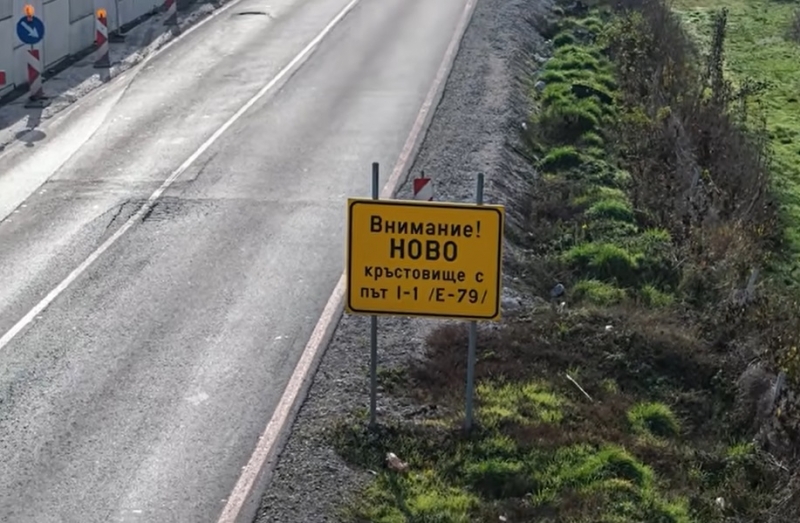 Внимание!
НОВО
кръстовище с
път I-1 /E-79/